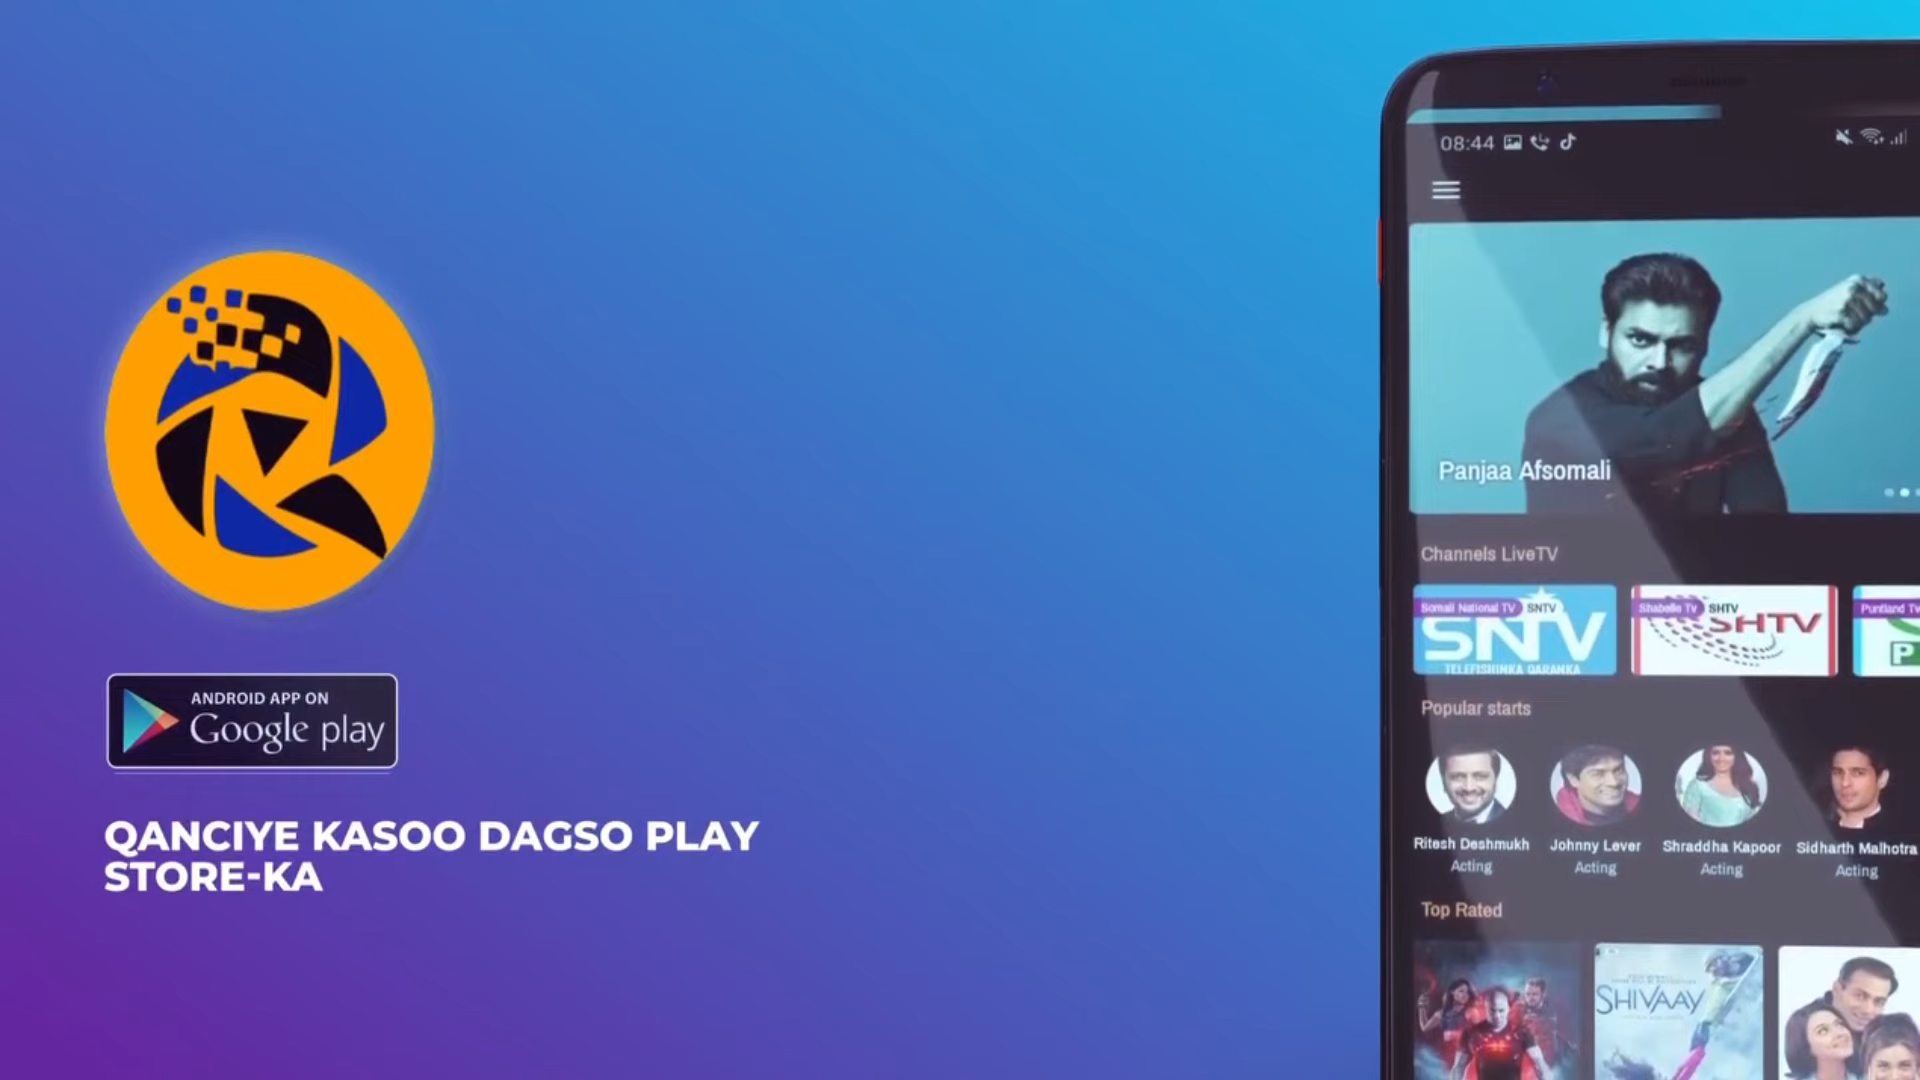 ANDROID APP ON
Google play
QANCIYE KASOO DAGSO PLAY
STORE-KA
08:44
Panjaa Afsomali
Channels LiveTV
Somali National TV SNTV
SNTV
TELEFISHINKA QARANKA
Shabelle Tv SHTV
SHTV
Puntland Tv
P
Popular starts
Ritesh Deshmukh
Acting
Johnny Lever
Acting
Shraddha Kapoor
Acting
Sidharth Malhotra
Acting
Top Rated
SHIVAAY